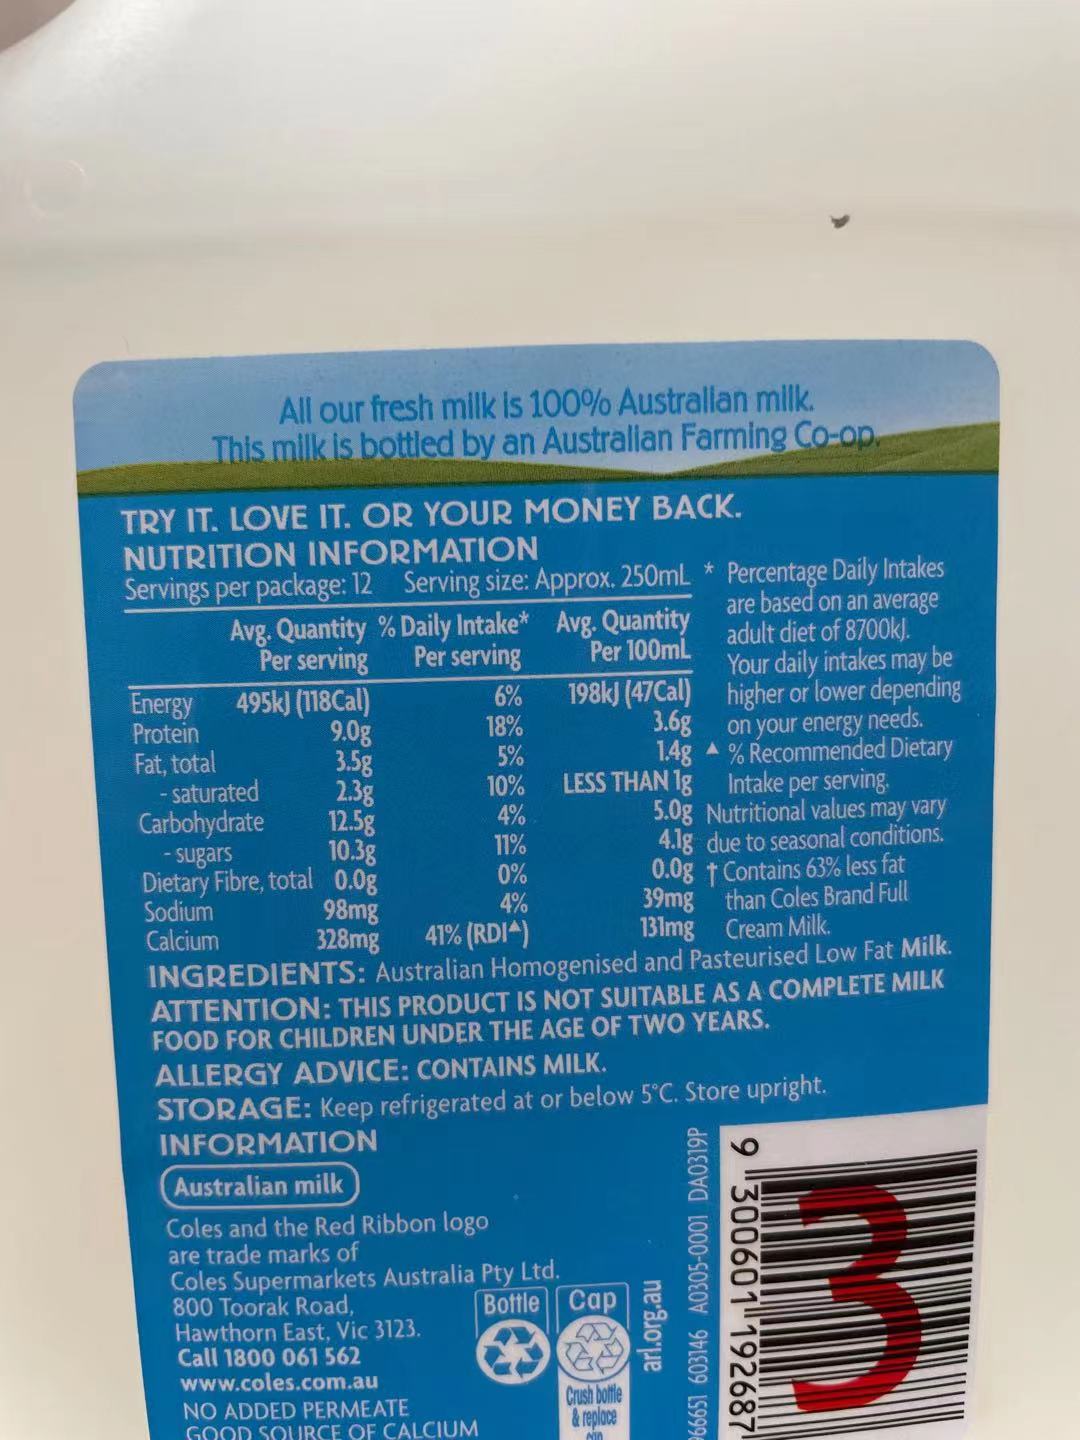 All our fresh milk is 100% Australian milk.
This milk is bottled by an Australian Farming Co-op.
TRY IT. LOVE IT. OR YOUR MONEY BACK.
NUTRITION INFORMATION
Servings per package: 12 Serving size: Approx. 250mL
Avg. Quantity % Daily Intake* Avg. Quantity
Per serving Per serving Per 100mL
Energy 495kJ (118Cal) 6% 198kJ (47Cal)
Protein 9.0g 18% 3.6g
Fat, total 3.5g 5% 1.4g
- saturated 2.3g 10% LESS THAN 1g
Carbohydrate 12.5g 4% 5.0g
- sugars 10.3g 11% 4.1g
Dietary Fibre, total 0.0g 0% 0.0g
Sodium 98mg 4% 39mg
Calcium 328mg 41% (RDI▲) 131mg
* Percentage Daily Intakes
are based on an average
adult diet of 8700kJ.
Your daily intakes may be
higher or lower depending
on your energy needs.
▲ % Recommended Dietary
Intake per serving.
Nutritional values may vary
due to seasonal conditions.
† Contains 63% less fat
than Coles Brand Full
Cream Milk.
INGREDIENTS: Australian Homogenised and Pasteurised Low Fat Milk.
ATTENTION: THIS PRODUCT IS NOT SUITABLE AS A COMPLETE MILK
FOOD FOR CHILDREN UNDER THE AGE OF TWO YEARS.
ALLERGY ADVICE: CONTAINS MILK.
STORAGE: Keep refrigerated at or below 5°C. Store upright.
INFORMATION
Australian milk
Coles and the Red Ribbon logo
are trade marks of
Coles Supermarkets Australia Pty Ltd.
800 Toorak Road,
Hawthorn East, Vic 3123.
Call 1800 061 562
www.coles.com.au
NO ADDED PERMEATE
GOOD SOURCE OF CALCIUM
Bottle Cap
Crush bottle
& replace
cap
arl.org.au
966651 603146 A0305-0001 DA0319P
9 300601 192687
3